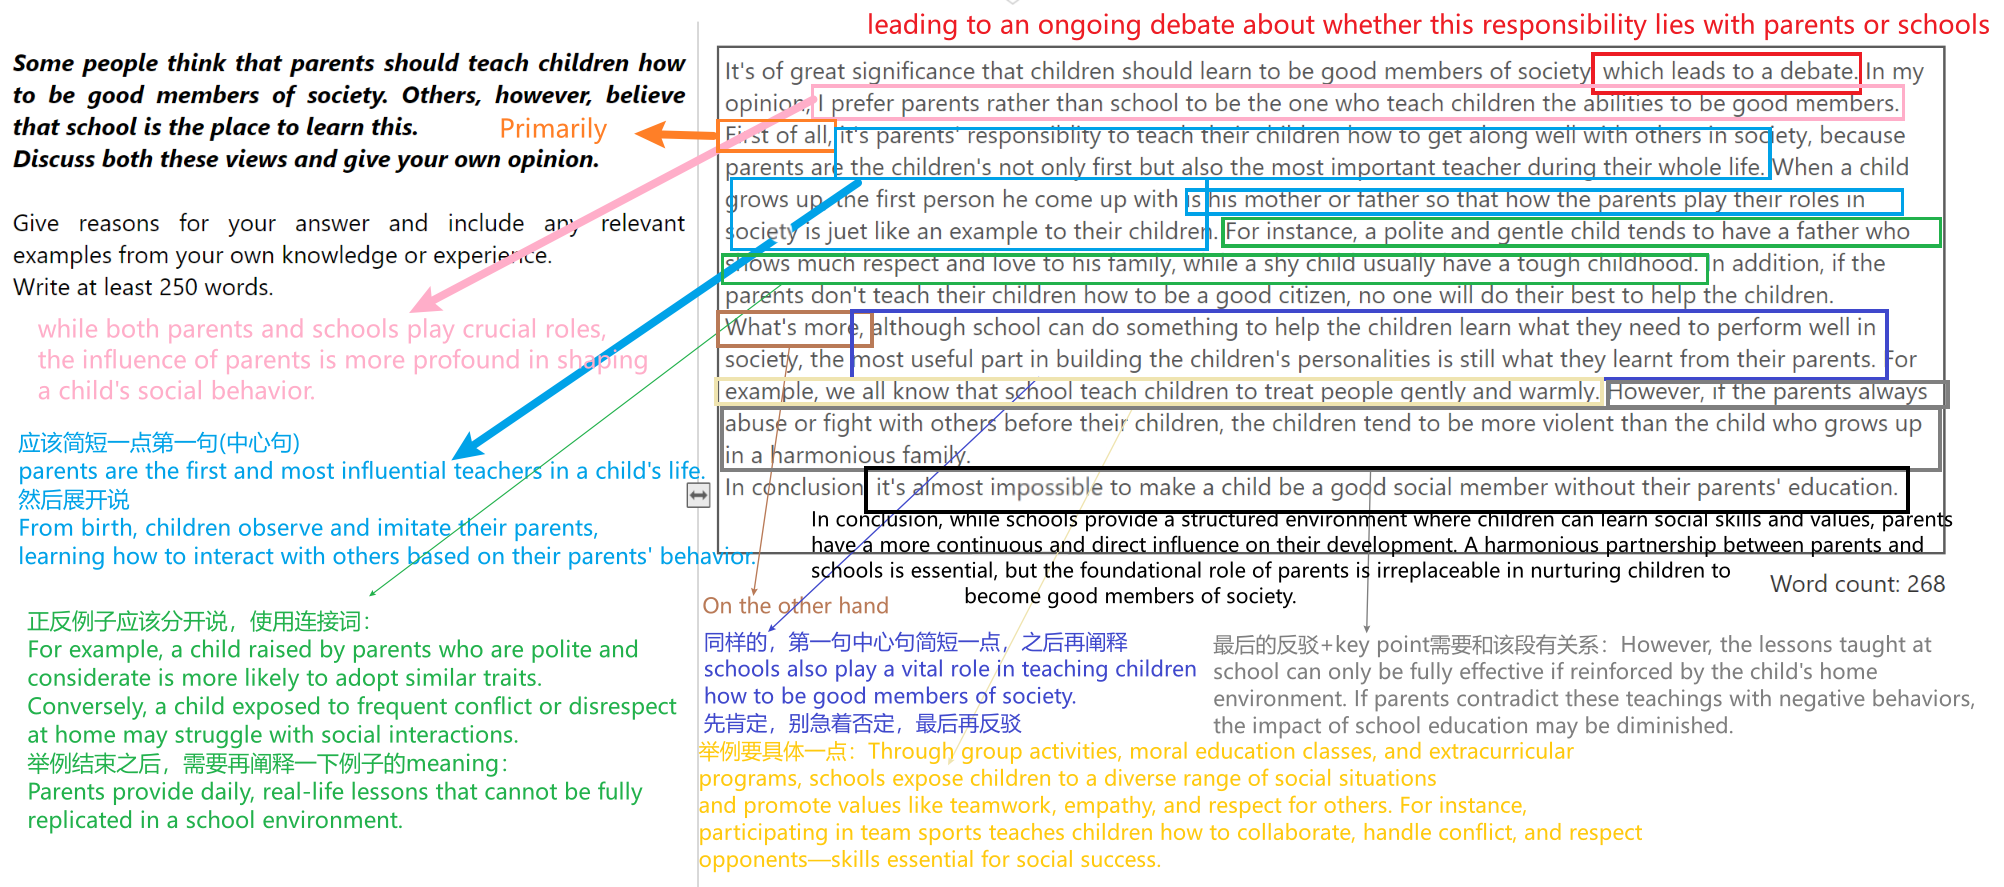 leading to an ongoing debate about whether this responsibility lies with parents or schools
Some people think that parents should teach children how
to be good members of society. Others, however, believe
that school is the place to learn this.
Discuss both these views and give your own opinion.
Primarily
Give reasons for your answer and include any relevant
examples from your own knowledge or experience.
Write at least 250 words.
while both parents and schools play crucial roles,
the influence of parents is more profound in shaping
a child's social behavior.
应该简短一点第一句(中心句)
parents are the first and most influential teachers in a child's life.
然后展开说
From birth, children observe and imitate their parents,
learning how to interact with others based on their parents' behavior.
正反例子应该分开说，使用连接词：
For example, a child raised by parents who are polite and
considerate is more likely to adopt similar traits.
Conversely, a child exposed to frequent conflict or disrespect
at home may struggle with social interactions.
举例结束之后，需要再阐释一下例子的meaning：
Parents provide daily, real-life lessons that cannot be fully
replicated in a school environment.
It's of great significance that children should learn to be good members of society, which leads to a debate. In my
opinion, I prefer parents rather than school to be the one who teach children the abilities to be good members.
First of all, it's parents' responsiblity to teach their children how to get along well with others in society, because
parents are the children's not only first but also the most important teacher during their whole life. When a child
grows up, the first person he come up with is his mother or father so that how the parents play their roles in
society is juet like an example to their children. For instance, a polite and gentle child tends to have a father who
shows much respect and love to his family, while a shy child usually have a tough childhood. In addition, if the
parents don't teach their children how to be a good citizen, no one will do their best to help the children.
What's more, although school can do something to help the children learn what they need to perform well in
society, the most useful part in building the children's personalities is still what they learnt from their parents. For
example, we all know that school teach children to treat people gently and warmly. However, if the parents always
abuse or fight with others before their children, the children tend to be more violent than the child who grows up
in a harmonious family.
In conclusion, it's almost impossible to make a child be a good social member without their parents' education.
In conclusion, while schools provide a structured environment where children can learn social skills and values, parents
have a more continuous and direct influence on their development. A harmonious partnership between parents and
schools is essential, but the foundational role of parents is irreplaceable in nurturing children to
become good members of society.
Word count: 268
On the other hand
同样的，第一句中心句简短一点，之后再阐释
schools also play a vital role in teaching children
how to be good members of society.
先肯定，别急着否定，最后再反驳
最后的反驳+key point需要和该段有关系：However, the lessons taught at
school can only be fully effective if reinforced by the child's home
environment. If parents contradict these teachings with negative behaviors,
the impact of school education may be diminished.
举例要具体一点：Through group activities, moral education classes, and extracurricular
programs, schools expose children to a diverse range of social situations
and promote values like teamwork, empathy, and respect for others. For instance,
participating in team sports teaches children how to collaborate, handle conflict, and respect
opponents—skills essential for social success.